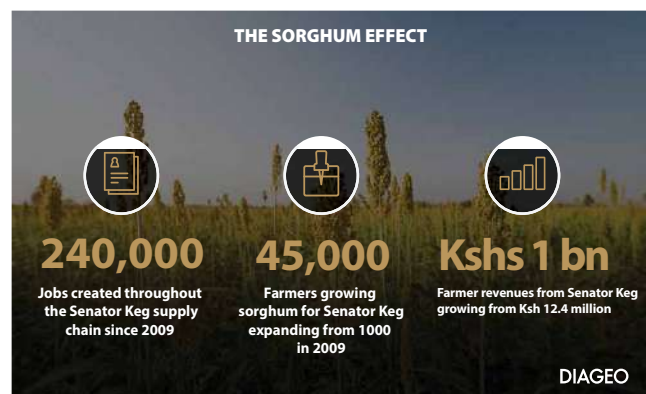 THE SORGHUM EFFECT
240,000
Jobs created throughout
the Senator Keg supply
chain since 2009
45,000
Farmers growing
sorghum for Senator Keg
expanding from 1000
in 2009
Kshs 1 bn
Farmer revenues from Senator Keg
growing from Ksh 12.4 million
DIAGEO